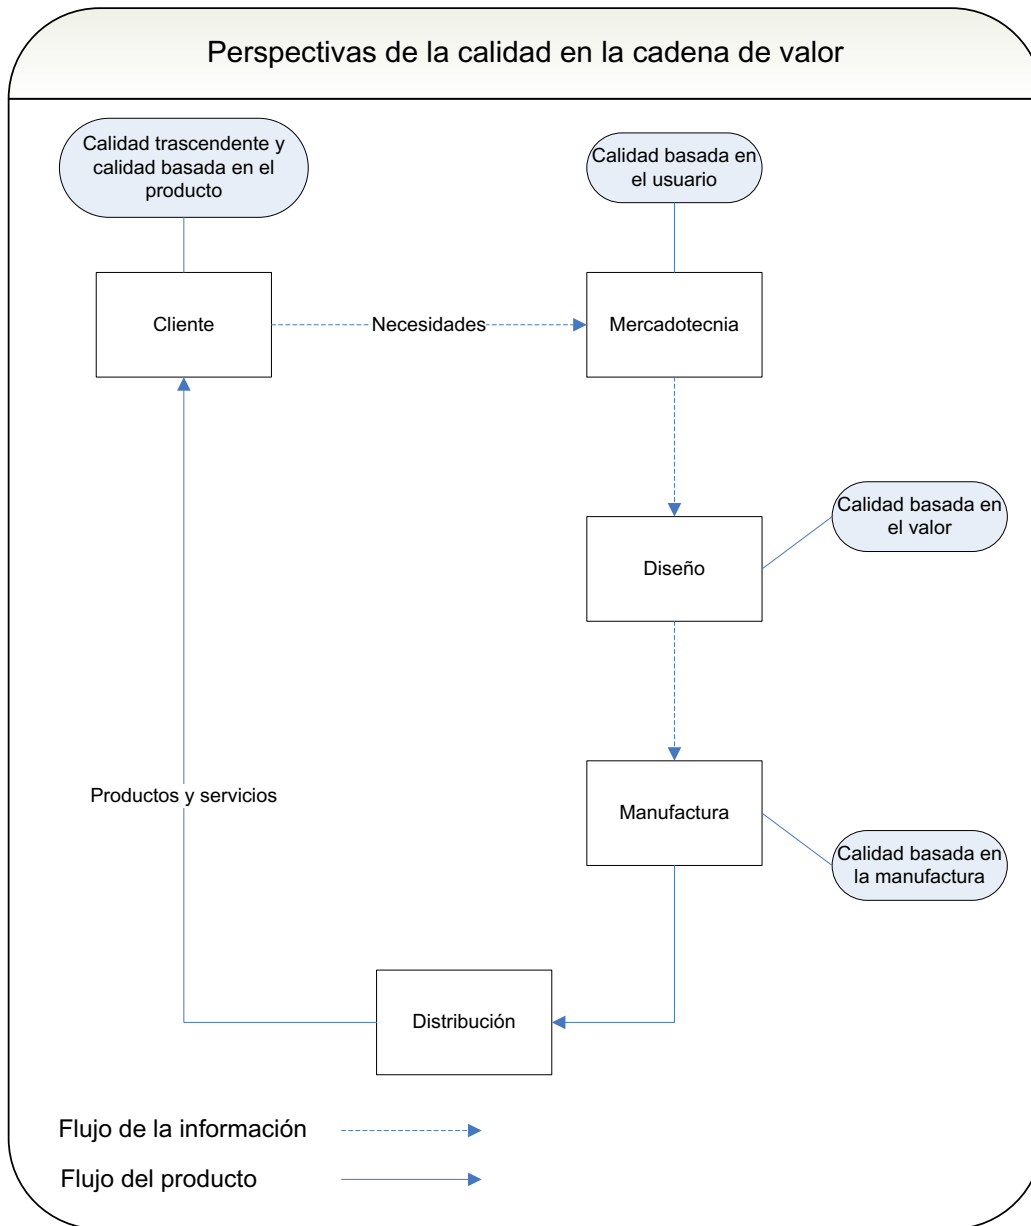 Perspectivas de la calidad en la cadena de valor
Calidad trascendente y
calidad basada en el
producto
Calidad basada en
el usuario
Cliente
Necesidades
Mercadotecnia
Calidad basada en
el valor
Diseño
Productos y servicios
Manufactura
Calidad basada en
la manufactura
Distribución
Flujo de la información
Flujo del producto